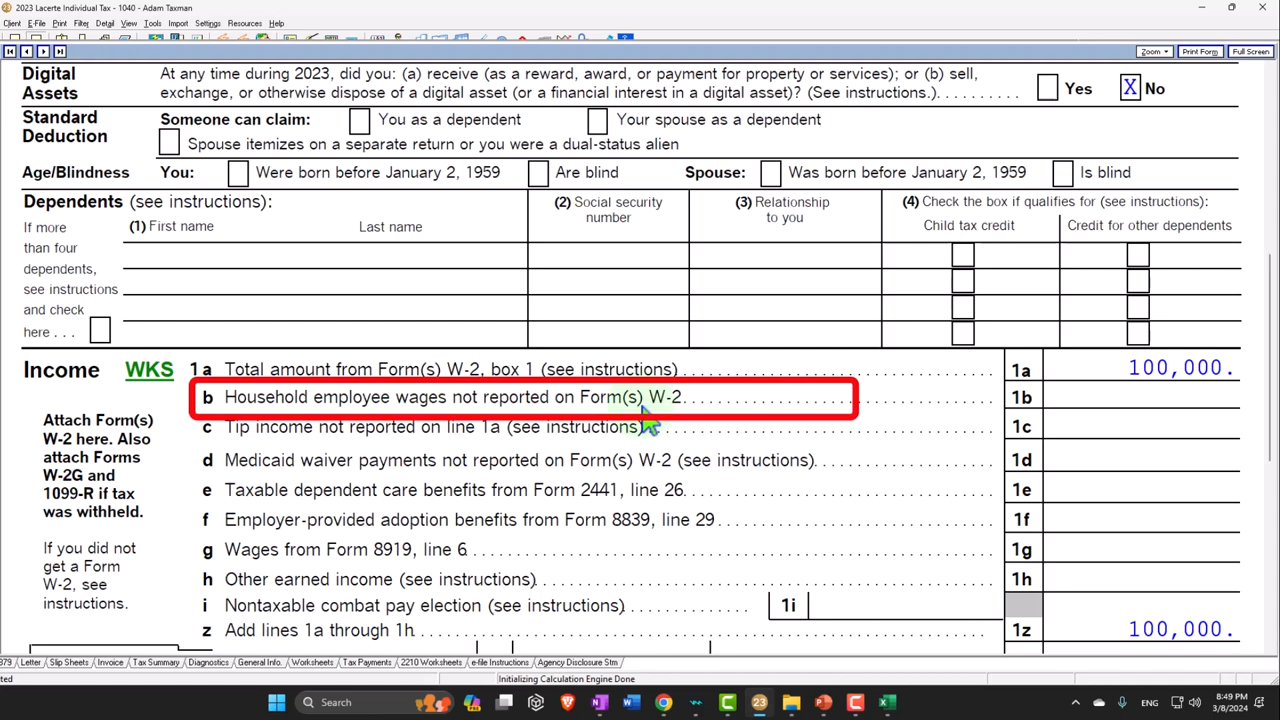 2023 Lacerte Individual Tax - 1040 - Adam Taxman
Client E-File Print Filter Detail View Tools Import Settings Resources Help
Zoom Print Form Full Screen
Digital Assets
At any time during 2023, did you: (a) receive (as a reward, award, or payment for property or services); or (b) sell,
exchange, or otherwise dispose of a digital asset (or a financial interest in a digital asset)? (See instructions.) Yes X No
Standard Deduction
Someone can claim: You as a dependent Your spouse as a dependent
Spouse itemizes on a separate return or you were a dual-status alien
Age/Blindness You: Were born before January 2, 1959 Are blind Spouse: Was born before January 2, 1959 Is blind
Dependents (see instructions):
(2) Social security number
(3) Relationship to you
(4) Check the box if qualifies for (see instructions):
(1) First name Last name Child tax credit Credit for other dependents
If more
than four
dependents,
see instructions
and check
here . . .
Income WKS 1a Total amount from Form(s) W-2, box 1 (see instructions) 1a 100,000.
b Household employee wages not reported on Form(s) W-2 1b
c Tip income not reported on line 1a (see instructions) 1c
d Medicaid waiver payments not reported on Form(s) W-2 (see instructions) 1d
e Taxable dependent care benefits from Form 2441, line 26 1e
f Employer-provided adoption benefits from Form 8839, line 29 1f
g Wages from Form 8919, line 6 1g
h Other earned income (see instructions) 1h
i Nontaxable combat pay election (see instructions) 1i
z Add lines 1a through 1h 1z 100,000.
Attach Form(s)
W-2 here. Also
attach Forms
W-2G and
1099-R if tax
was withheld.
If you did not
get a Form
W-2, see
instructions.
879 Letter Slip Sheets Invoice Tax Summary Diagnostics General Info. Worksheets Tax Payments 2210 Worksheets e-file Instructions Agency Disclosure Stm
ted Initializing Calculation Engine Done
Search 23 ENG 8:49 PM
3/8/2024